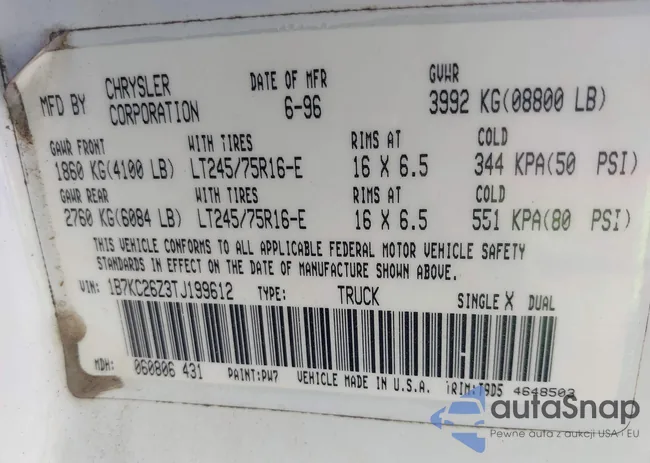 MFD BY CHRYSLER CORPORATION DATE OF MFR 6-96 GVWR 3992 KG(08800 LB)
GAWR FRONT WITH TIRES RIMS AT COLD
1860 KG(4100 LB) LT245/75R16-E 16 X 6.5 344 KPA(50 PSI)
GAWR REAR WITH TIRES RIMS AT COLD
2760 KG(6084 LB) LT245/75R16-E 16 X 6.5 551 KPA(80 PSI)
THIS VEHICLE CONFORMS TO ALL APPLICABLE FEDERAL MOTOR VEHICLE SAFETY
STANDARDS IN EFFECT ON THE DATE OF MANUFACTURE SHOWN ABOVE.
VIN: 1B7KC26Z3TJ199612 TYPE: TRUCK SINGLE X DUAL
MDH: 060806 431 PAINT:PW7 VEHICLE MADE IN U.S.A. TRIM:T9D5 4648503
autaSnap
Pewne auta z aukcji USA i EU